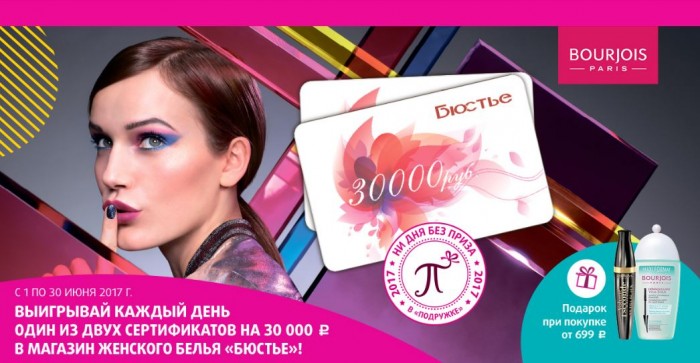 BOURJOIS
PARIS
Бюстье
30000 руб
НИ ДНЯ БЕЗ ПРИЗА
2017
2017
В «ПОДРУЖКЕ»
С 1 ПО 30 ИЮНЯ 2017 Г.
ВЫИГРЫВАЙ КАЖДЫЙ ДЕНЬ
ОДИН ИЗ ДВУХ СЕРТИФИКАТОВ НА 30 000 ₽
В МАГАЗИН ЖЕНСКОГО БЕЛЬЯ «БЮСТЬЕ»!
Подарок
при покупке
от 699 ₽
BOURJOIS